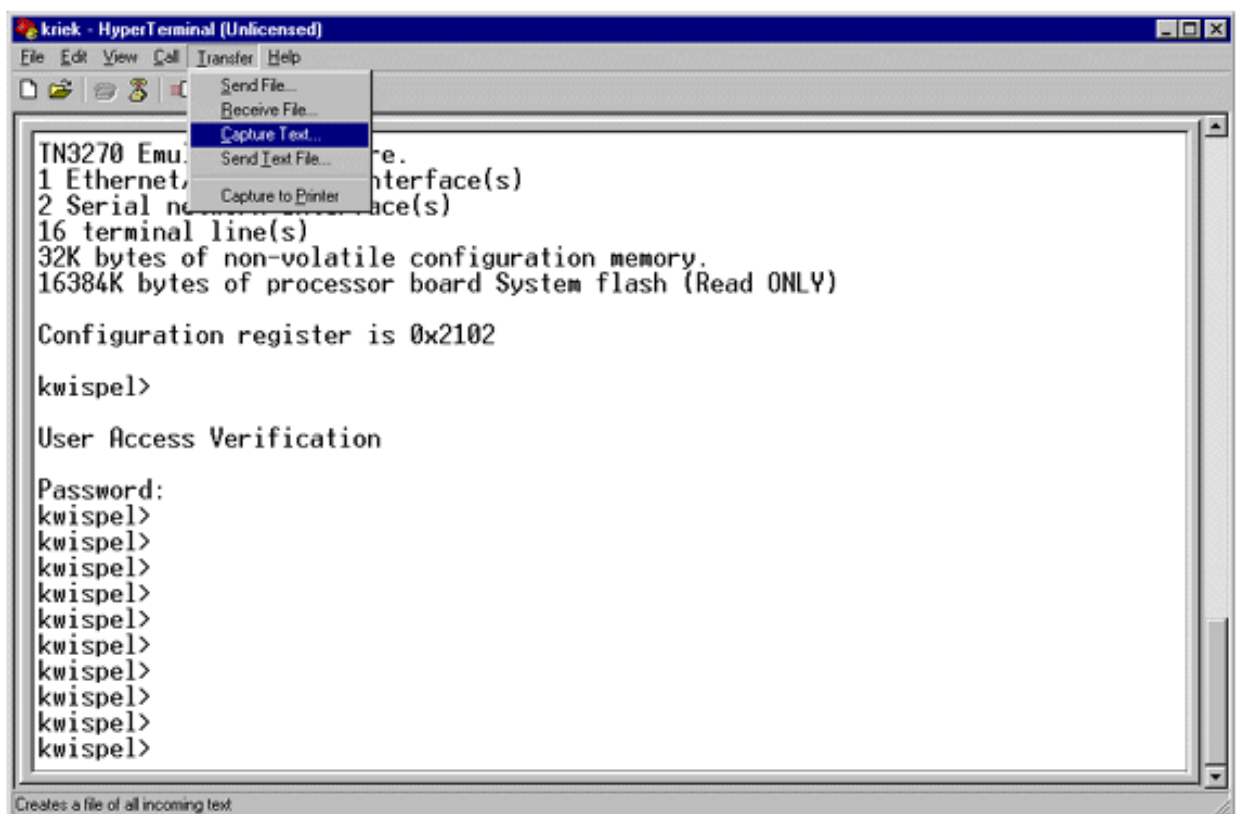 kriek - HyperTerminal (Unlicensed)
File Edit View Call Transfer Help
Send File...
Receive File...
Capture Text...
Send Text File...
Capture to Printer
TN3270 Emul re.
1 Ethernet/ nterface(s)
2 Serial ne ace(s)
16 terminal line(s)
32K bytes of non-volatile configuration memory.
16384K bytes of processor board System flash (Read ONLY)
Configuration register is 0x2102
kwispel>
User Access Verification
Password:
kwispel>
kwispel>
kwispel>
kwispel>
kwispel>
kwispel>
kwispel>
kwispel>
kwispel>
kwispel>
Creates a file of all incoming text